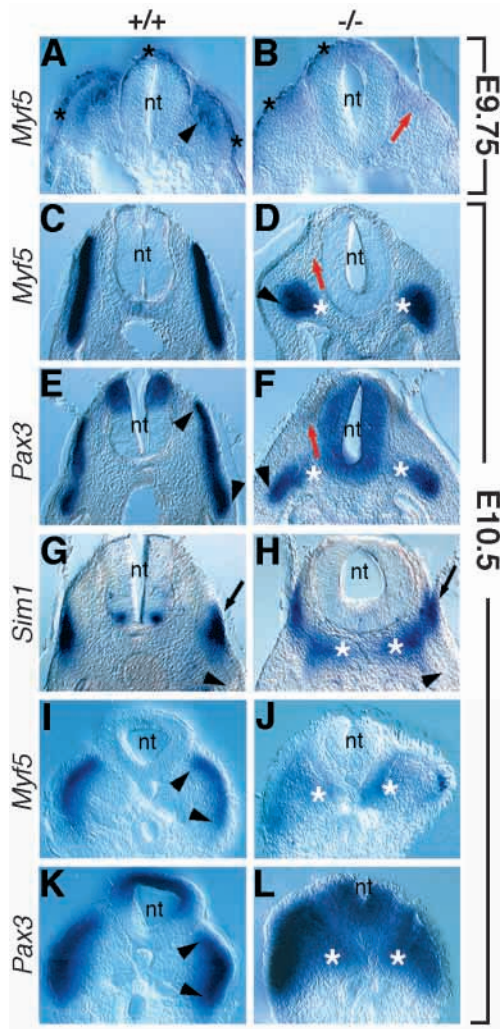 +/+ -/-
A B
Myf5 nt nt E9.75
C D
Myf5 nt nt
E F
Pax3 nt nt
E10.5
G H
Sim1 nt nt
I J
Myf5 nt nt
K L
Pax3 nt nt